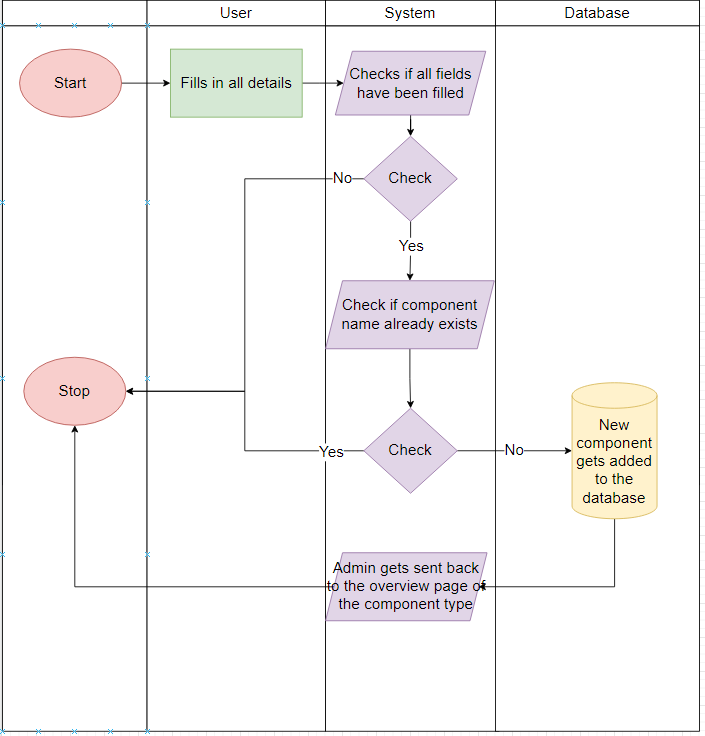 User
System
Database
Start
Fills in all details
Checks if all fields
have been filled
Check
No
Yes
Check if component
name already exists
Stop
Check
Yes
No
New
component
gets added
to the
database
Admin gets sent back
to the overview page of
the component type